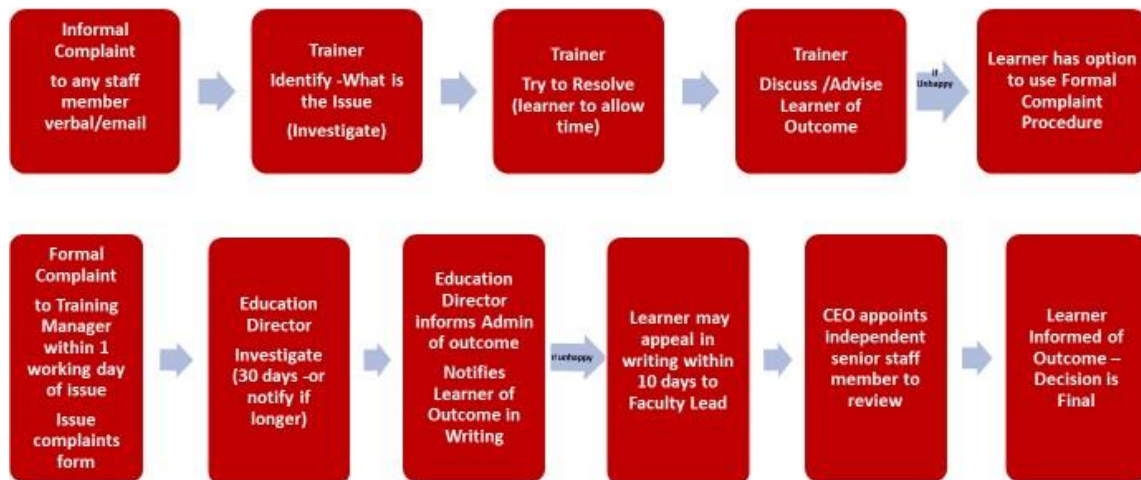 Informal
Complaint
to any staff
member
verbal/email
Trainer
Identify -What is
the Issue
(Investigate)
Trainer
Try to Resolve
(learner to allow
time)
Trainer
Discuss /Advise
Learner of
Outcome
if
Unhappy
Learner has option
to use Formal
Complaint
Procedure
Formal
Complaint
to Training
Manager
within 1
working day
of issue
Issue
complaints
form
Education
Director
Investigate
(30 days -or
notify if
longer)
Education
Director
informs Admin
of outcome
Notifies
Learner of
Outcome in
Writing
if unhappy
Learner may
appeal in
writing within
10 days to
Faculty Lead
CEO appoints
independent
senior staff
member to
review
Learner
Informed of
Outcome –
Decision is
Final